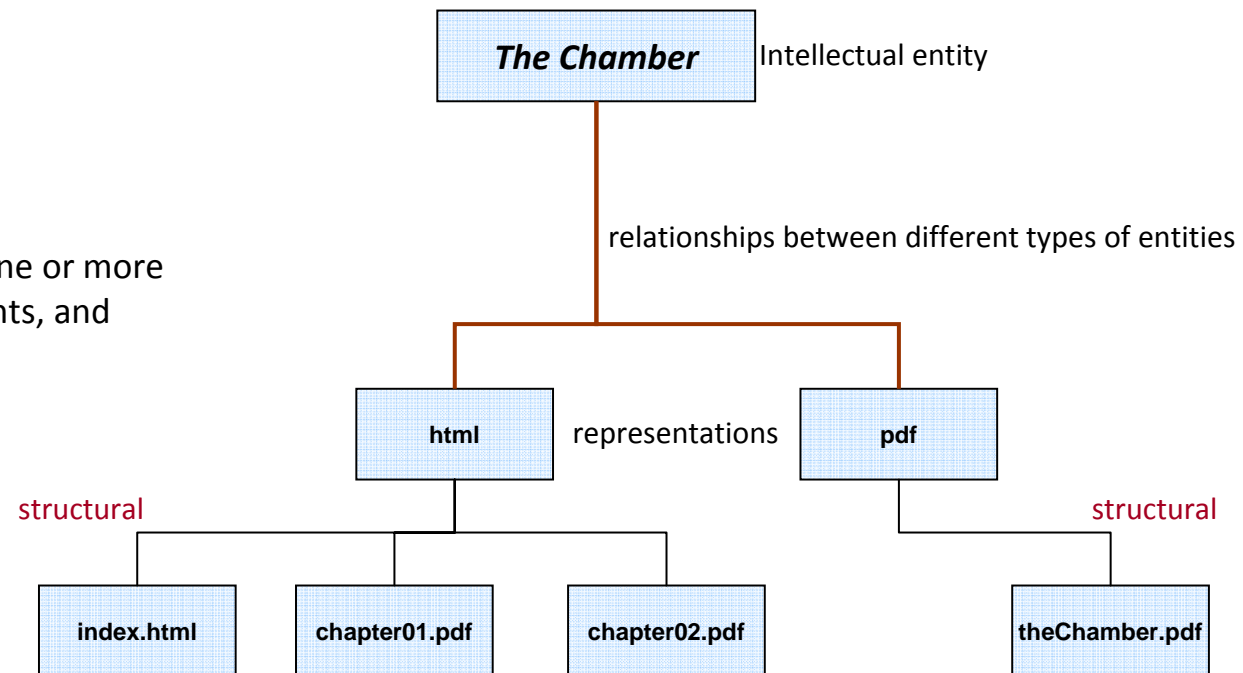 The Chamber
Intellectual entity
relationships between different types of entities
ne or more
nts, and
html
representations
pdf
structural
structural
index.html
chapter01.pdf
chapter02.pdf
theChamber.pdf